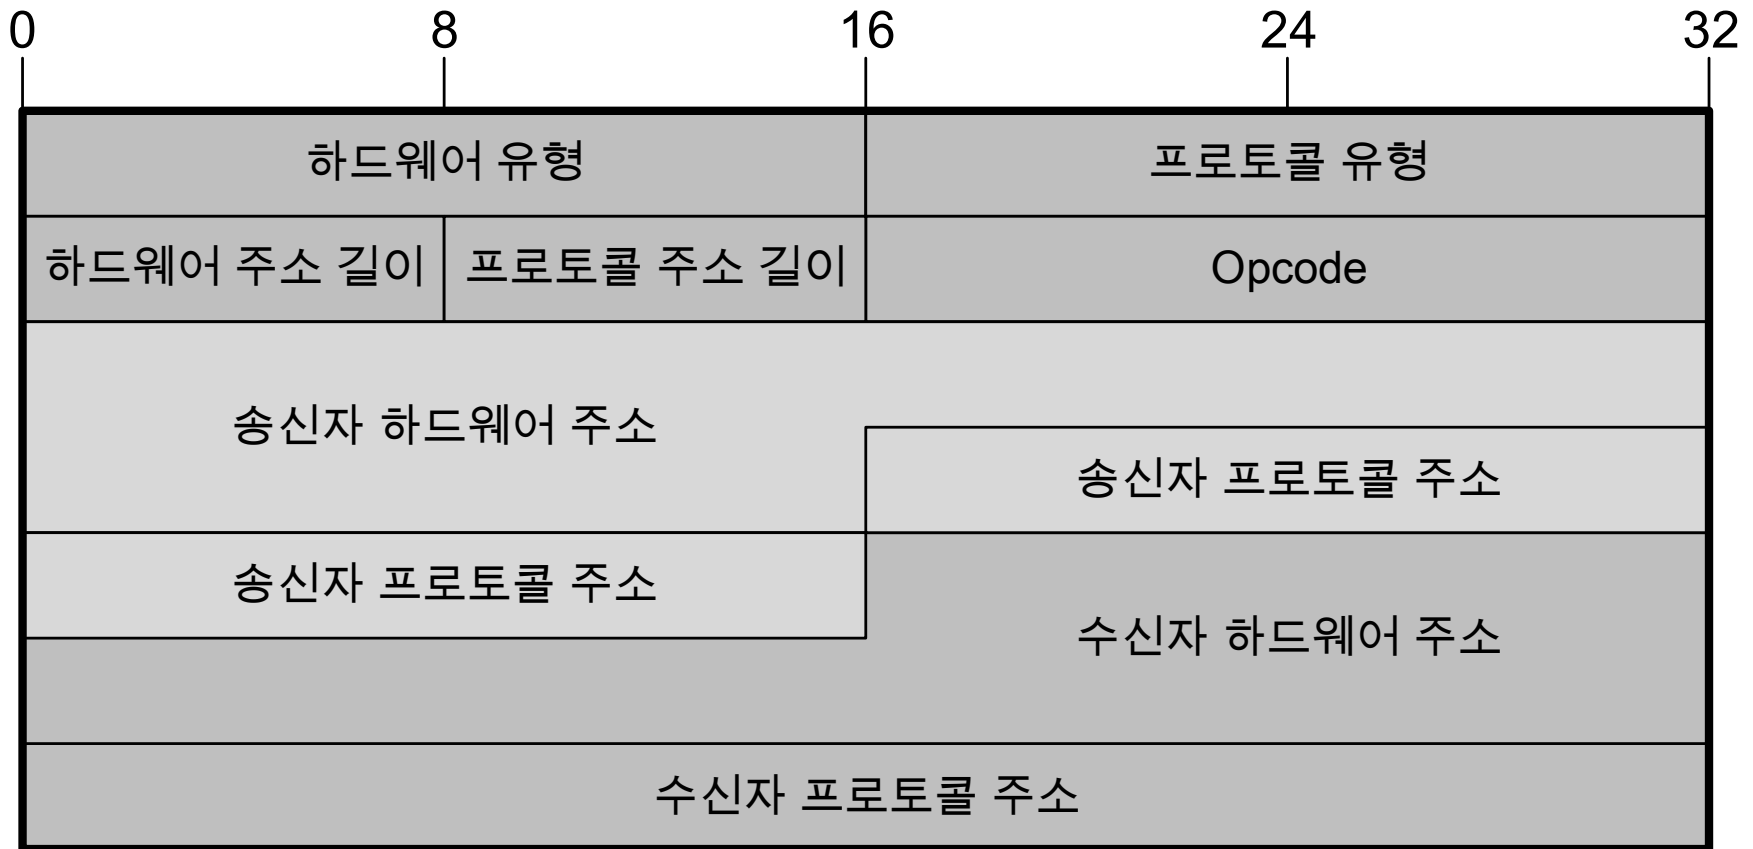 0 8 16 24 32
하드웨어 유형 프로토콜 유형
하드웨어 주소 길이 프로토콜 주소 길이 Opcode
송신자 하드웨어 주소
송신자 프로토콜 주소
송신자 프로토콜 주소
수신자 하드웨어 주소
수신자 프로토콜 주소